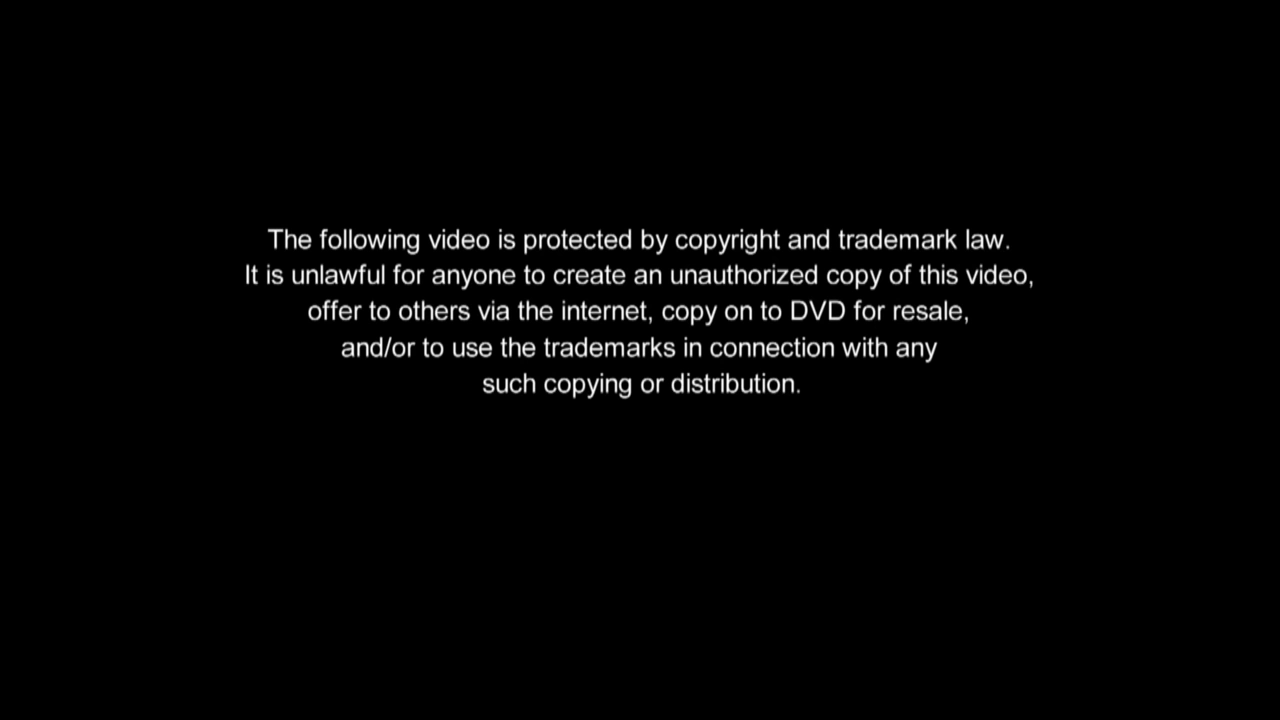 The following video is protected by copyright and trademark law.
It is unlawful for anyone to create an unauthorized copy of this video,
offer to others via the internet, copy on to DVD for resale,
and/or to use the trademarks in connection with any
such copying or distribution.